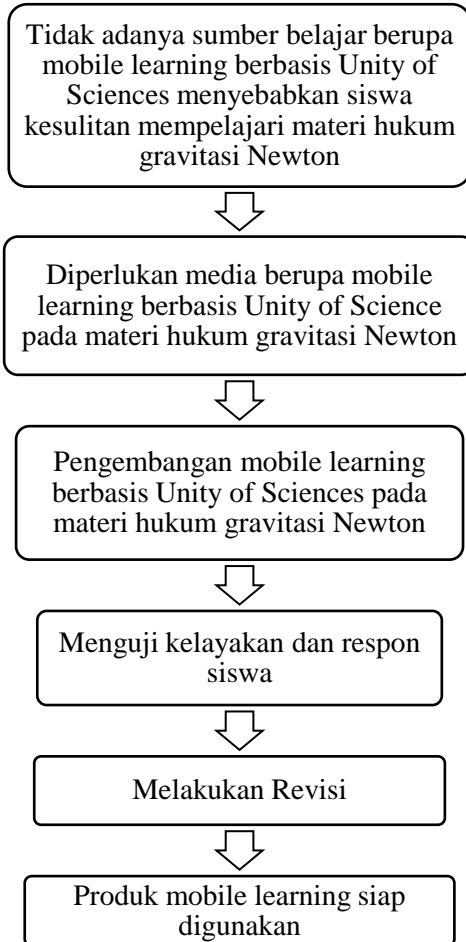 Tidak adanya sumber belajar berupa
mobile learning berbasis Unity of
Sciences menyebabkan siswa
kesulitan mempelajari materi hukum
gravitasi Newton
Diperlukan media berupa mobile
learning berbasis Unity of Science
pada materi hukum gravitasi Newton
Pengembangan mobile learning
berbasis Unity of Sciences pada
materi hukum gravitasi Newton
Menguji kelayakan dan respon
siswa
Melakukan Revisi
Produk mobile learning siap
digunakan